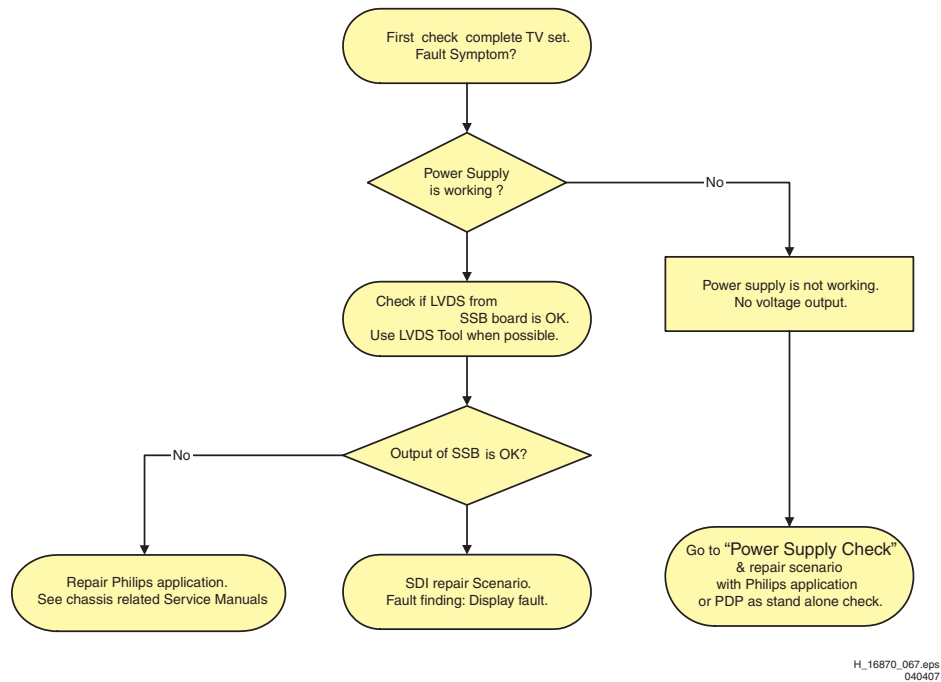 First check complete TV set.
Fault Symptom?
Power Supply
is working ?
No
Check if LVDS from
SSB board is OK.
Use LVDS Tool when possible.
Power supply is not working.
No voltage output.
Output of SSB is OK?
No
Repair Philips application.
See chassis related Service Manuals
SDI repair Scenario.
Fault finding: Display fault.
Go to “Power Supply Check”
& repair scenario
with Philips application
or PDP as stand alone check.
H_16870_067.eps
040407